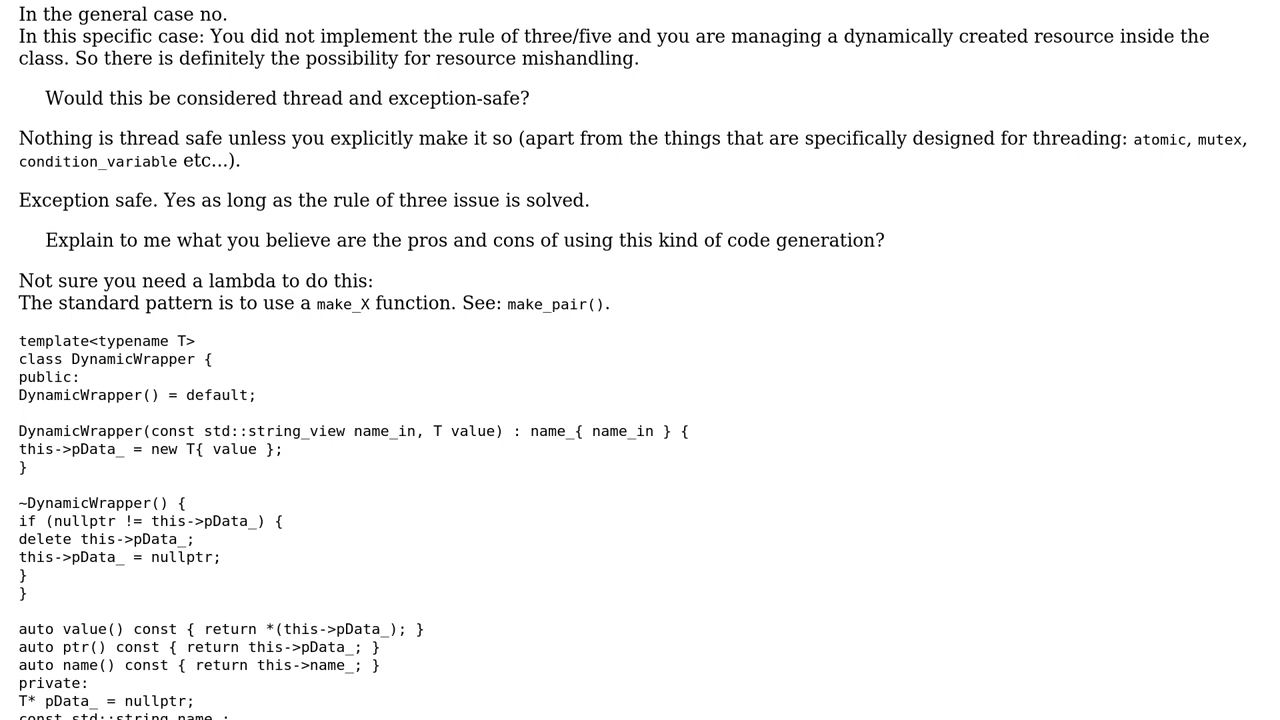 In the general case no.
In this specific case: You did not implement the rule of three/five and you are managing a dynamically created resource inside the
class. So there is definitely the possibility for resource mishandling.
Would this be considered thread and exception-safe?
Nothing is thread safe unless you explicitly make it so (apart from the things that are specifically designed for threading: atomic, mutex,
condition_variable etc...).
Exception safe. Yes as long as the rule of three issue is solved.
Explain to me what you believe are the pros and cons of using this kind of code generation?
Not sure you need a lambda to do this:
The standard pattern is to use a make_X function. See: make_pair().
template<typename T>
class DynamicWrapper {
public:
DynamicWrapper() = default;
DynamicWrapper(const std::string_view name_in, T value) : name_{ name_in } {
this->pData_ = new T{ value };
}
~DynamicWrapper() {
if (nullptr != this->pData_) {
delete this->pData_;
this->pData_ = nullptr;
}
}
auto value() const { return *(this->pData_); }
auto ptr() const { return this->pData_; }
auto name() const { return this->name_; }
private:
T* pData_ = nullptr;
const std::string name_;